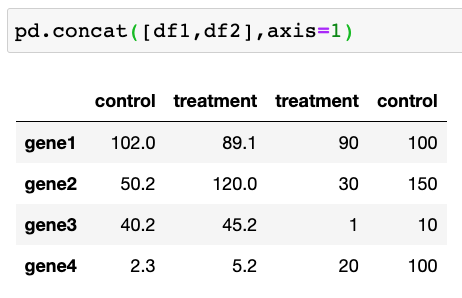 pd.concat([df1,df2],axis=1)
control treatment treatment control
gene1 102.0 89.1 90 100
gene2 50.2 120.0 30 150
gene3 40.2 45.2 1 10
gene4 2.3 5.2 20 100